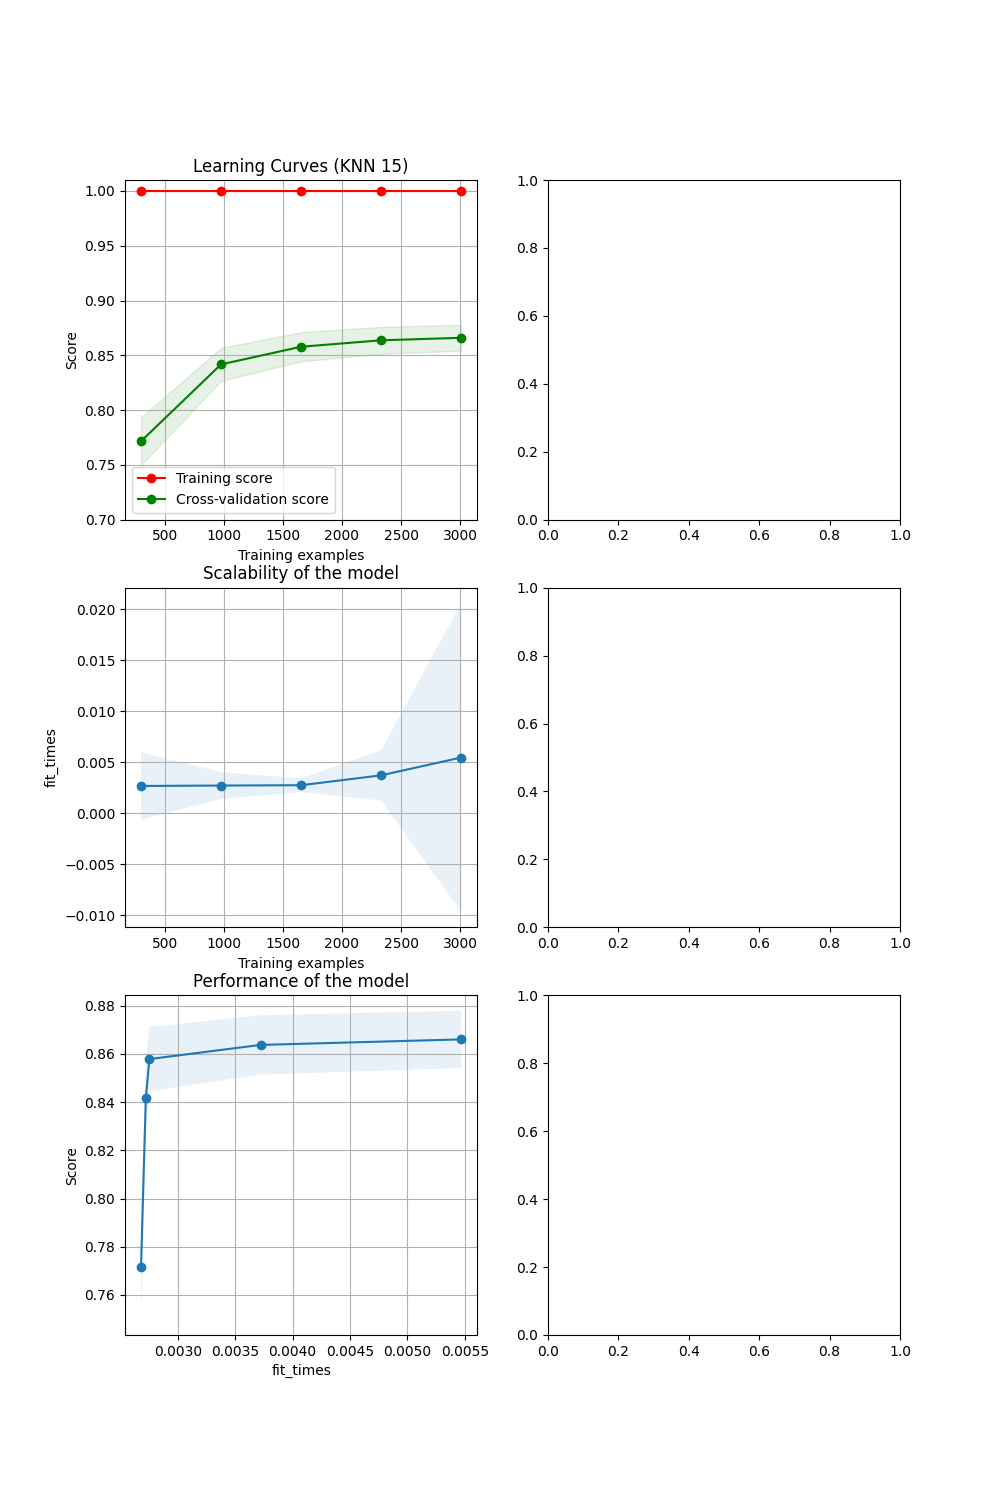 Learning Curves (KNN 15)
1.00
0.95
0.90
0.85
0.80
0.75
0.70
Score
Training score
Cross-validation score
500 1000 1500 2000 2500 3000
Training examples
1.0
0.8
0.6
0.4
0.2
0.0
0.0 0.2 0.4 0.6 0.8 1.0
Scalability of the model
0.020
0.015
0.010
0.005
0.000
−0.005
−0.010
fit_times
500 1000 1500 2000 2500 3000
Training examples
1.0
0.8
0.6
0.4
0.2
0.0
0.0 0.2 0.4 0.6 0.8 1.0
Performance of the model
0.88
0.86
0.84
0.82
0.80
0.78
0.76
Score
0.0030 0.0035 0.0040 0.0045 0.0050 0.0055
fit_times
1.0
0.8
0.6
0.4
0.2
0.0
0.0 0.2 0.4 0.6 0.8 1.0